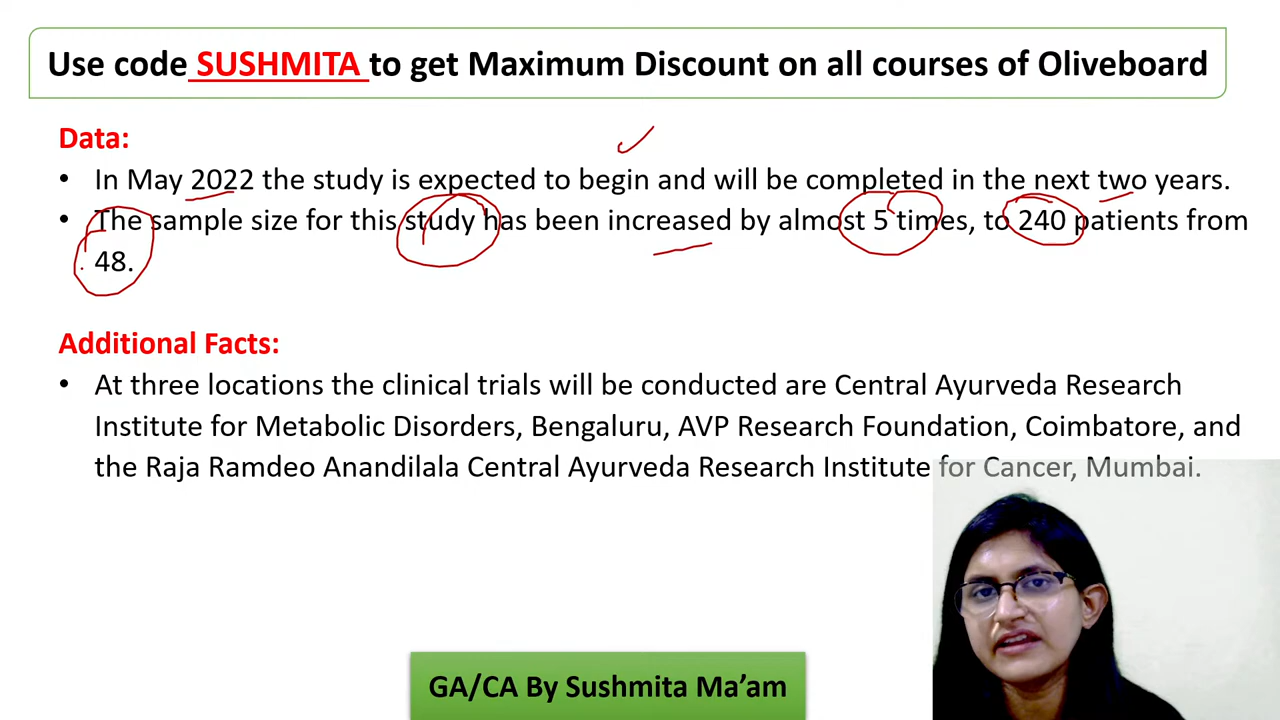 Use code SUSHMITA to get Maximum Discount on all courses of Oliveboard
Data:
• In May 2022 the study is expected to begin and will be completed in the next two years.
• The sample size for this study has been increased by almost 5 times, to 240 patients from
48.
Additional Facts:
• At three locations the clinical trials will be conducted are Central Ayurveda Research
Institute for Metabolic Disorders, Bengaluru, AVP Research Foundation, Coimbatore, and
the Raja Ramdeo Anandilala Central Ayurveda Research Institute for Cancer, Mumbai.
GA/CA By Sushmita Ma’am